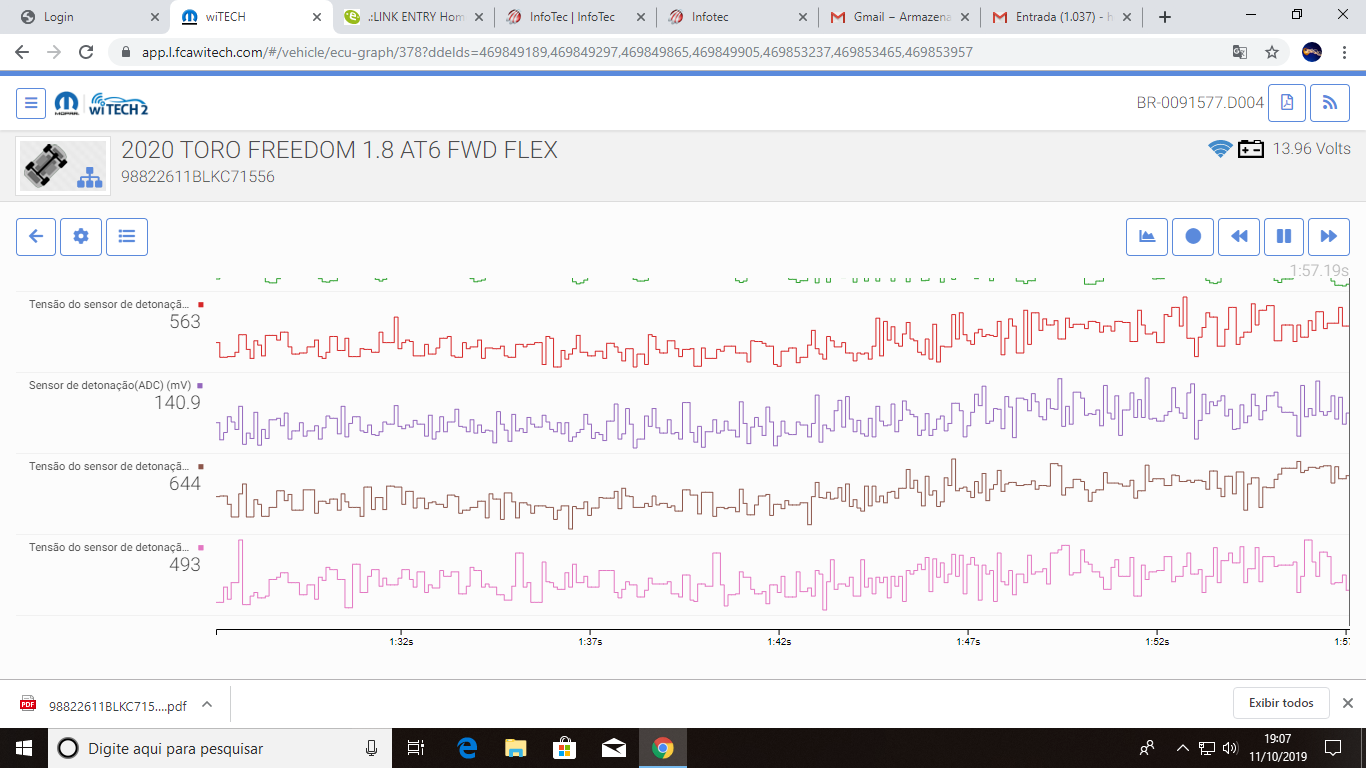 Login
wiTECH
.:LINK ENTRY Hom
InfoTec | InfoTec
Infotec
Gmail – Armazena
Entrada (1.037) - h
app.l.fcawitech.com/#/vehicle/ecu-graph/378?ddeIds=469849189,469849297,469849865,469849905,469853237,469853465,469853957
MOPAR
wiTECH 2
BR-0091577.D004
2020 TORO FREEDOM 1.8 AT6 FWD FLEX
98822611BLKC71556
13.96 Volts
1:57.19s
Tensão do sensor de detonaçã...
563
Sensor de detonação(ADC) (mV)
140.9
Tensão do sensor de detonaçã...
644
Tensão do sensor de detonaçã...
493
1:32s 1:37s 1:42s 1:47s 1:52s 1:57
PDF
98822611BLKC715....pdf
Exibir todos
Digite aqui para pesquisar
19:07
11/10/2019